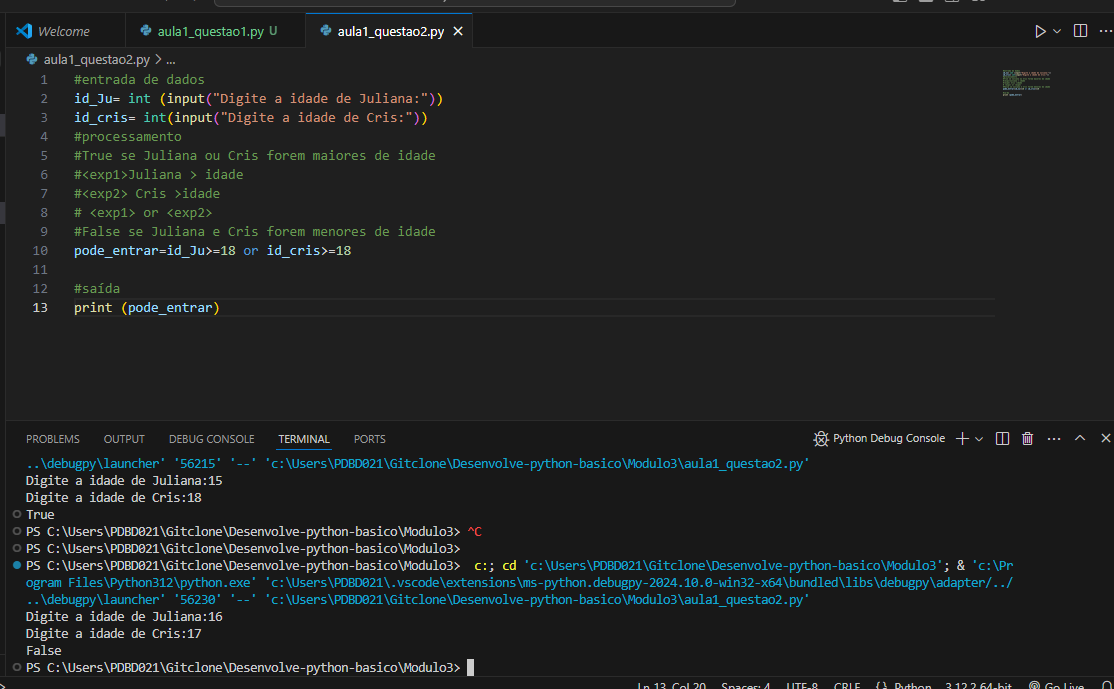 Welcome
aula1_questao1.py U
aula1_questao2.py
aula1_questao2.py > ...
1 #entrada de dados
2 id_Ju= int (input("Digite a idade de Juliana:"))
3 id_cris= int(input("Digite a idade de Cris:"))
4 #processamento
5 #True se Juliana ou Cris forem maiores de idade
6 #<exp1>Juliana > idade
7 #<exp2> Cris >idade
8 # <exp1> or <exp2>
9 #False se Juliana e Cris forem menores de idade
10 pode_entrar=id_Ju>=18 or id_cris>=18
11
12 #saída
13 print (pode_entrar)
PROBLEMS OUTPUT DEBUG CONSOLE TERMINAL PORTS
Python Debug Console
..\debugpy\launcher' '56215' '--' 'c:\Users\PDBD021\Gitclone\Desenvolve-python-basico\Modulo3\aula1_questao2.py'
Digite a idade de Juliana:15
Digite a idade de Cris:18
True
PS C:\Users\PDBD021\Gitclone\Desenvolve-python-basico\Modulo3> ^C
PS C:\Users\PDBD021\Gitclone\Desenvolve-python-basico\Modulo3>
PS C:\Users\PDBD021\Gitclone\Desenvolve-python-basico\Modulo3>  c:; cd 'c:\Users\PDBD021\Gitclone\Desenvolve-python-basico\Modulo3'; & 'c:\Pr
ogram Files\Python312\python.exe' 'c:\Users\PDBD021\.vscode\extensions\ms-python.debugpy-2024.10.0-win32-x64\bundled\libs\debugpy\adapter/../
..\debugpy\launcher' '56230' '--' 'c:\Users\PDBD021\Gitclone\Desenvolve-python-basico\Modulo3\aula1_questao2.py'
Digite a idade de Juliana:16
Digite a idade de Cris:17
False
PS C:\Users\PDBD021\Gitclone\Desenvolve-python-basico\Modulo3>
Ln 13, Col 20 Spaces: 4 UTF-8 CRLF {} Python 3.12.2 64-bit Go Live